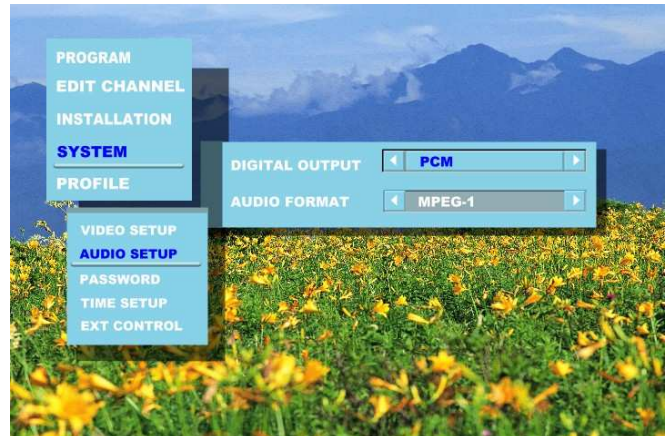 PROGRAM
EDIT CHANNEL
INSTALLATION
SYSTEM
PROFILE
VIDEO SETUP
AUDIO SETUP
PASSWORD
TIME SETUP
EXT CONTROL
DIGITAL OUTPUT PCM
AUDIO FORMAT MPEG-1